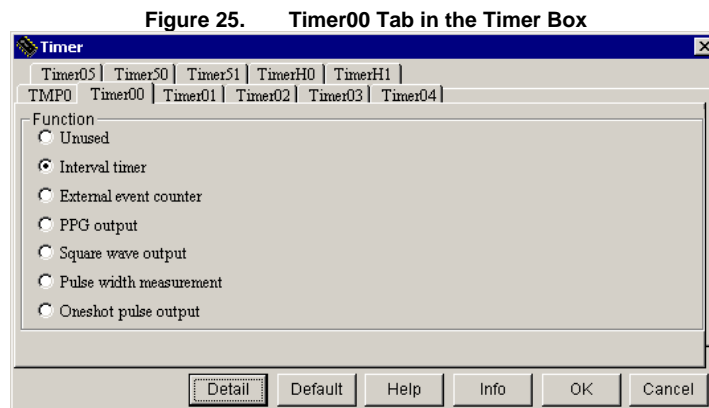 Figure 25. Timer00 Tab in the Timer Box
Timer
Timer05 Timer50 Timer51 TimerH0 TimerH1
TMP0 Timer00 Timer01 Timer02 Timer03 Timer04
Function
Unused
Interval timer
External event counter
PPG output
Square wave output
Pulse width measurement
Oneshot pulse output
Detail Default Help Info OK Cancel